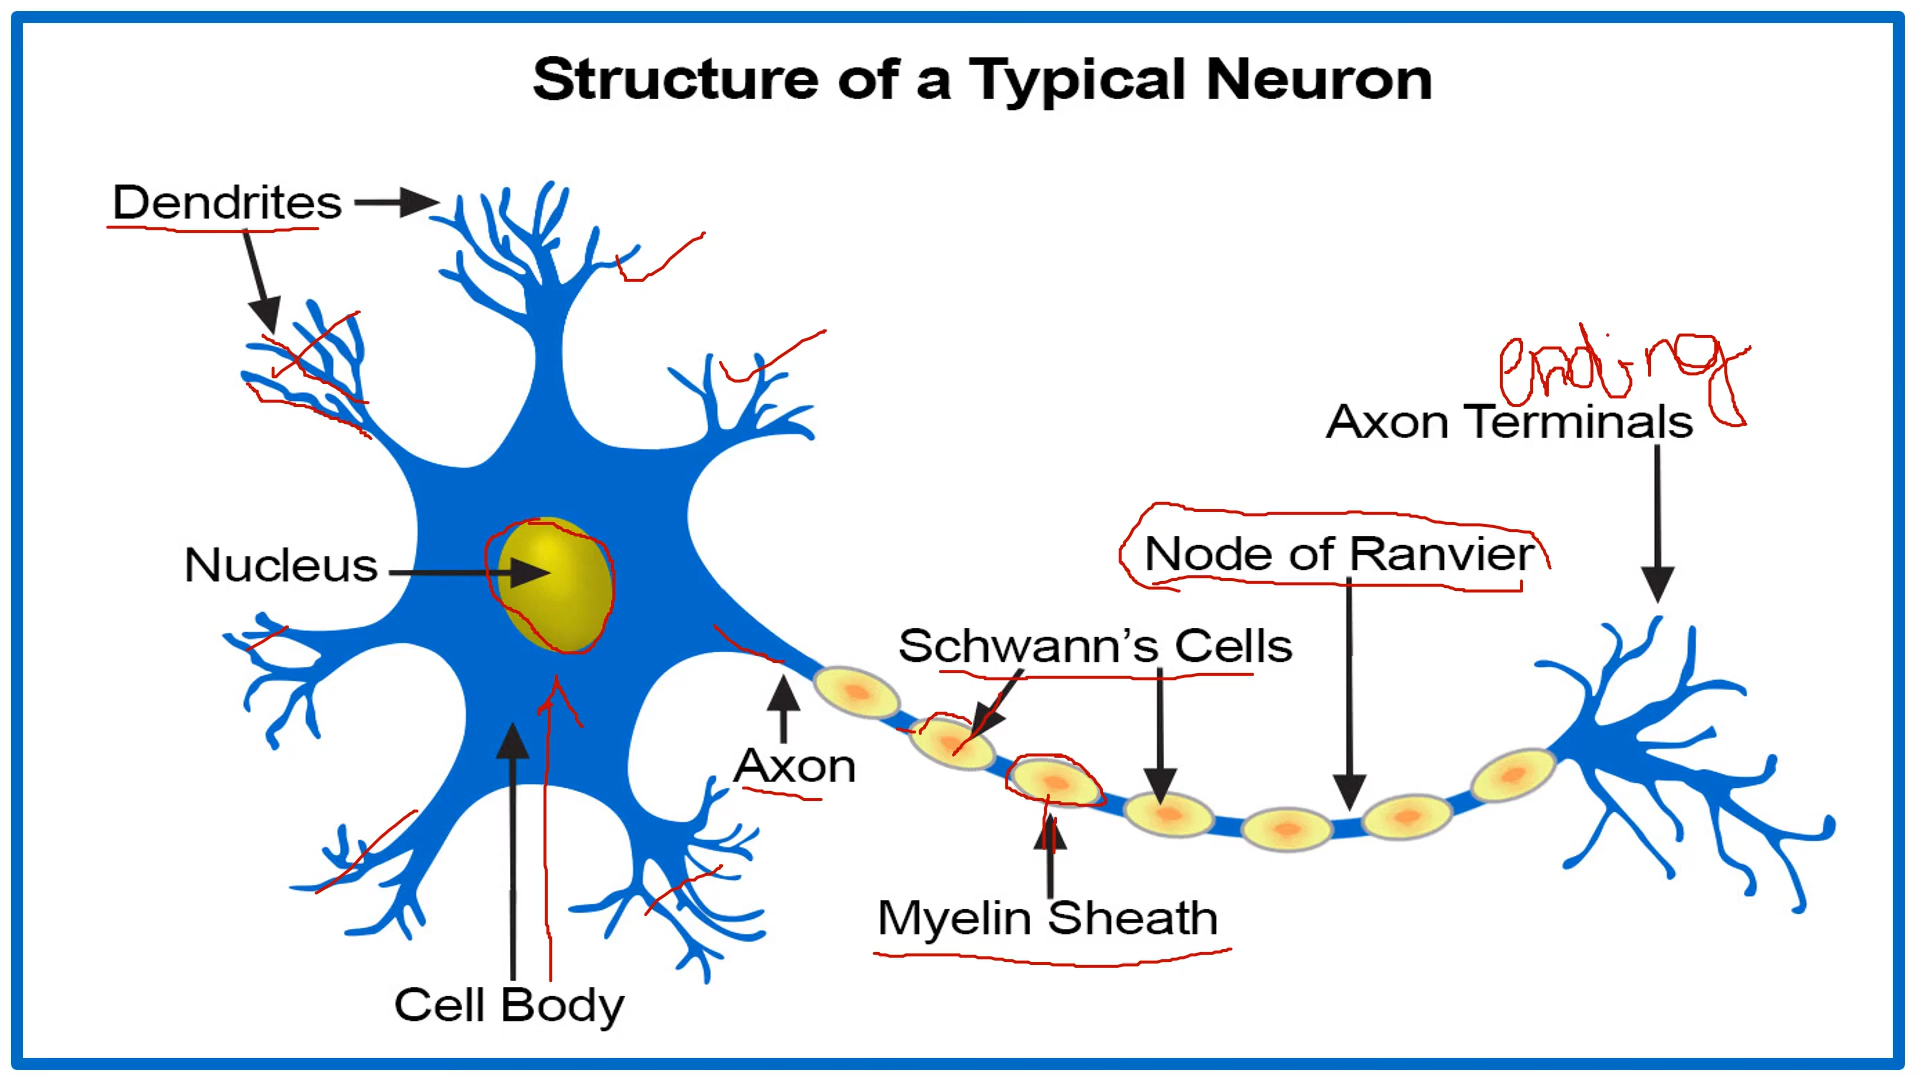 Structure of a Typical Neuron
Dendrites
ending
Axon Terminals
Node of Ranvier
Nucleus
Schwann's Cells
Axon
Myelin Sheath
Cell Body